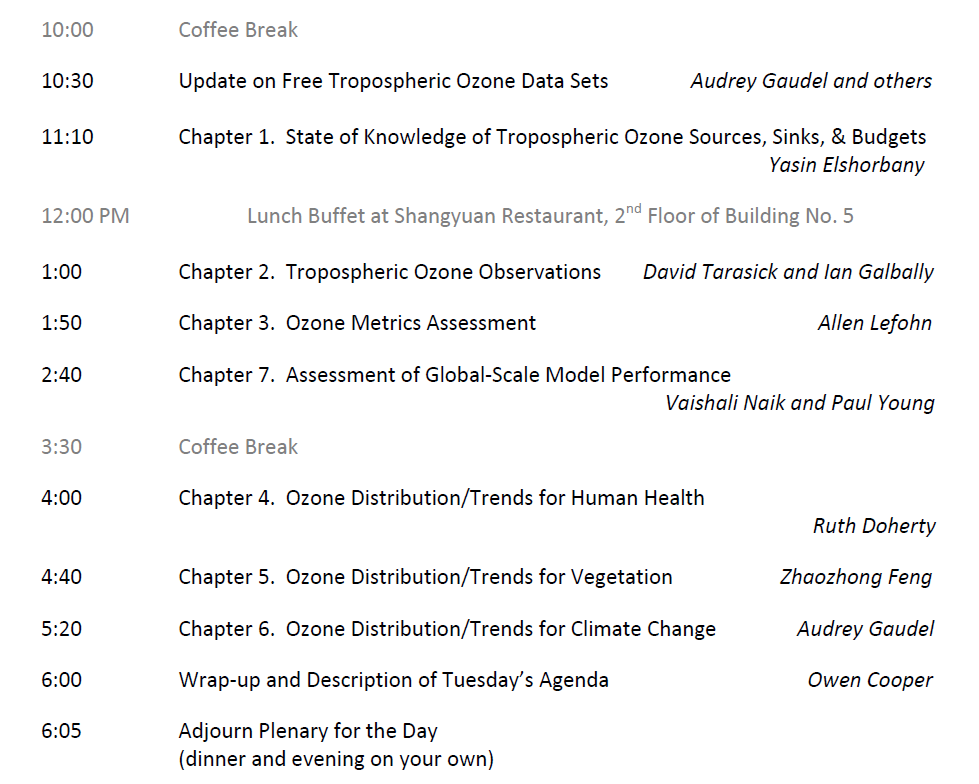 10:00 Coffee Break
10:30 Update on Free Tropospheric Ozone Data Sets Audrey Gaudel and others
11:10 Chapter 1. State of Knowledge of Tropospheric Ozone Sources, Sinks, & Budgets
Yasin Elshorbany
12:00 PM Lunch Buffet at Shangyuan Restaurant, 2nd Floor of Building No. 5
1:00 Chapter 2. Tropospheric Ozone Observations David Tarasick and Ian Galbally
1:50 Chapter 3. Ozone Metrics Assessment Allen Lefohn
2:40 Chapter 7. Assessment of Global-Scale Model Performance
Vaishali Naik and Paul Young
3:30 Coffee Break
4:00 Chapter 4. Ozone Distribution/Trends for Human Health
Ruth Doherty
4:40 Chapter 5. Ozone Distribution/Trends for Vegetation Zhaozhong Feng
5:20 Chapter 6. Ozone Distribution/Trends for Climate Change Audrey Gaudel
6:00 Wrap-up and Description of Tuesday’s Agenda Owen Cooper
6:05 Adjourn Plenary for the Day
(dinner and evening on your own)